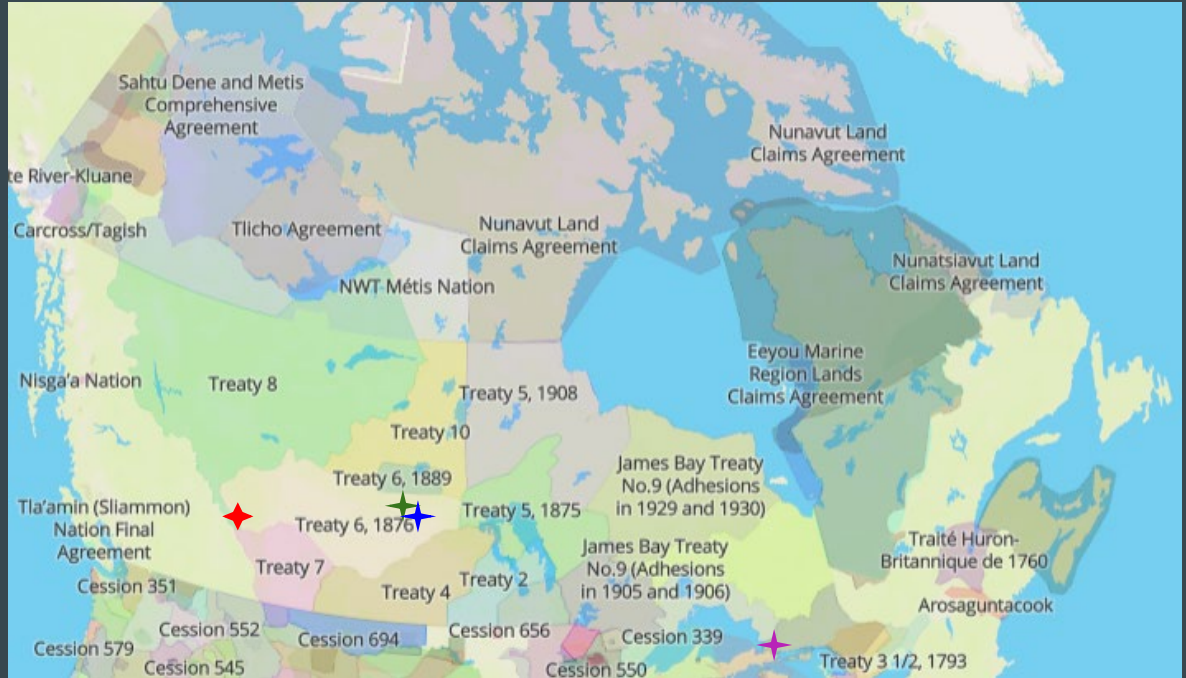 Sahtu Dene and Metis
Comprehensive
Agreement
Nunavut Land
Claims Agreement
te River-Kluane
Carcross/Tagish
Tlicho Agreement
Nunavut Land
Claims Agreement
Nunatsiavut Land
Claims Agreement
NWT Métis Nation
Eeyou Marine
Region Lands
Claims Agreement
Nisga'a Nation
Treaty 8
Treaty 5, 1908
Treaty 10
James Bay Treaty
No.9 (Adhesions
in 1929 and 1930)
Treaty 6, 1889
Tla'amin (Sliammon)
Nation Final
Agreement
Treaty 6, 1876
Treaty 5, 1875
Traité Huron-
Britannique de 1760
James Bay Treaty
No.9 (Adhesions
in 1905 and 1906)
Treaty 7
Cession 351
Treaty 4
Treaty 2
Arosaguntacook
Cession 552
Cession 694
Cession 656
Cession 339
Cession 579
Cession 545
Cession 550
Treaty 3 1/2, 1793